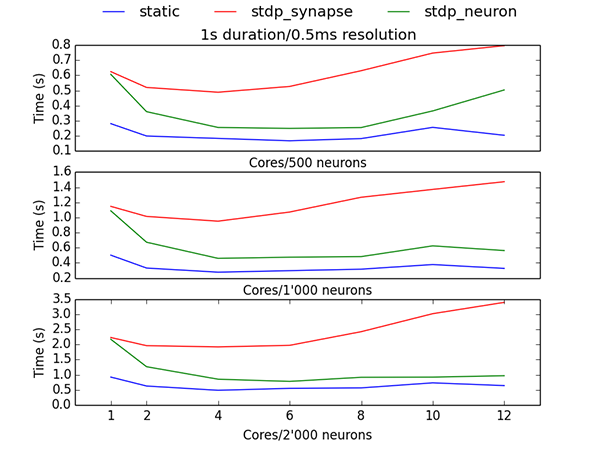 static stdp_synapse stdp_neuron
1s duration/0.5ms resolution
Time (s)
0.8
0.7
0.6
0.5
0.4
0.3
0.2
0.1
Cores/500 neurons
Time (s)
1.6
1.4
1.2
1.0
0.8
0.6
0.4
0.2
Cores/1'000 neurons
Time (s)
3.5
3.0
2.5
2.0
1.5
1.0
0.5
0.0
1 2 4 6 8 10 12
Cores/2'000 neurons